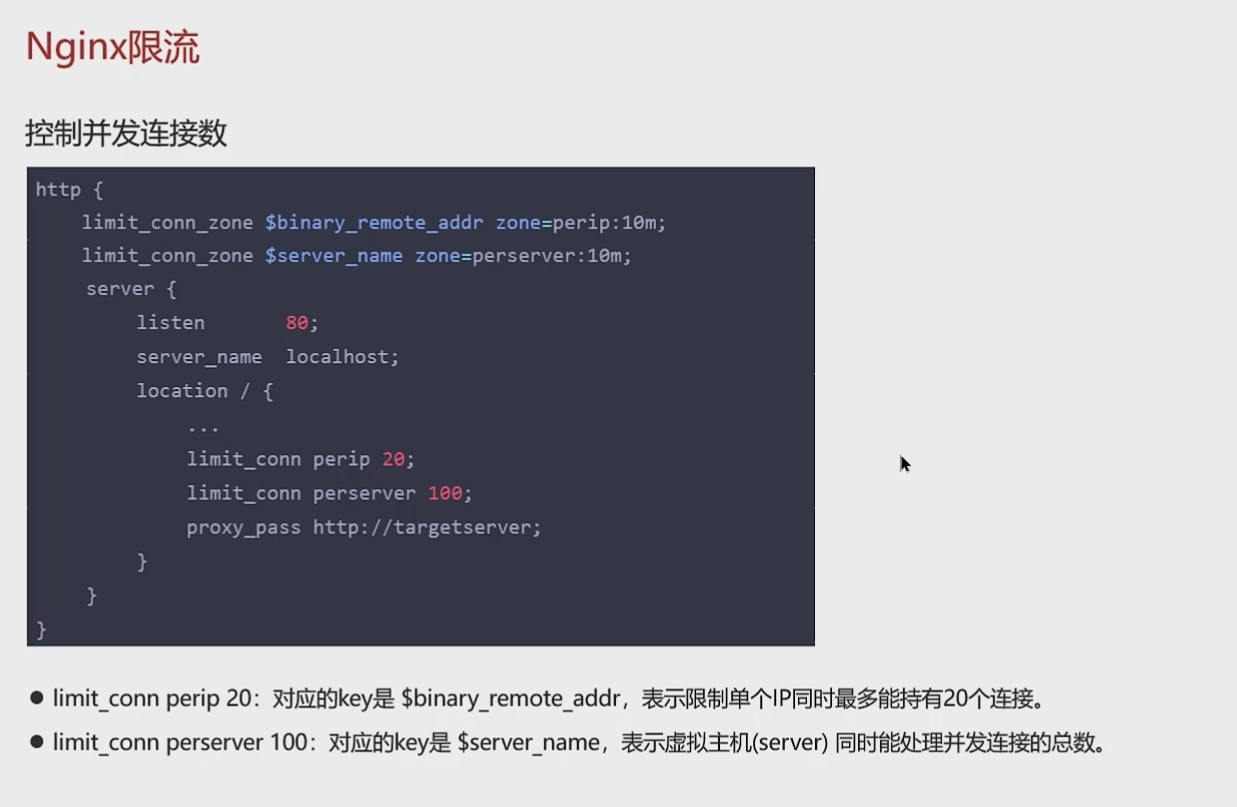 Nginx限流
控制并发连接数
http {
    limit_conn_zone $binary_remote_addr zone=perip:10m;
    limit_conn_zone $server_name zone=perserver:10m;
    server {
        listen       80;
        server_name  localhost;
        location / {
            ...
            limit_conn perip 20;
            limit_conn perserver 100;
            proxy_pass http://targetserver;
        }
    }
}
● limit_conn perip 20：对应的key是 $binary_remote_addr，表示限制单个IP同时最多能持有20个连接。
● limit_conn perserver 100：对应的key是 $server_name，表示虚拟主机(server) 同时能处理并发连接的总数。